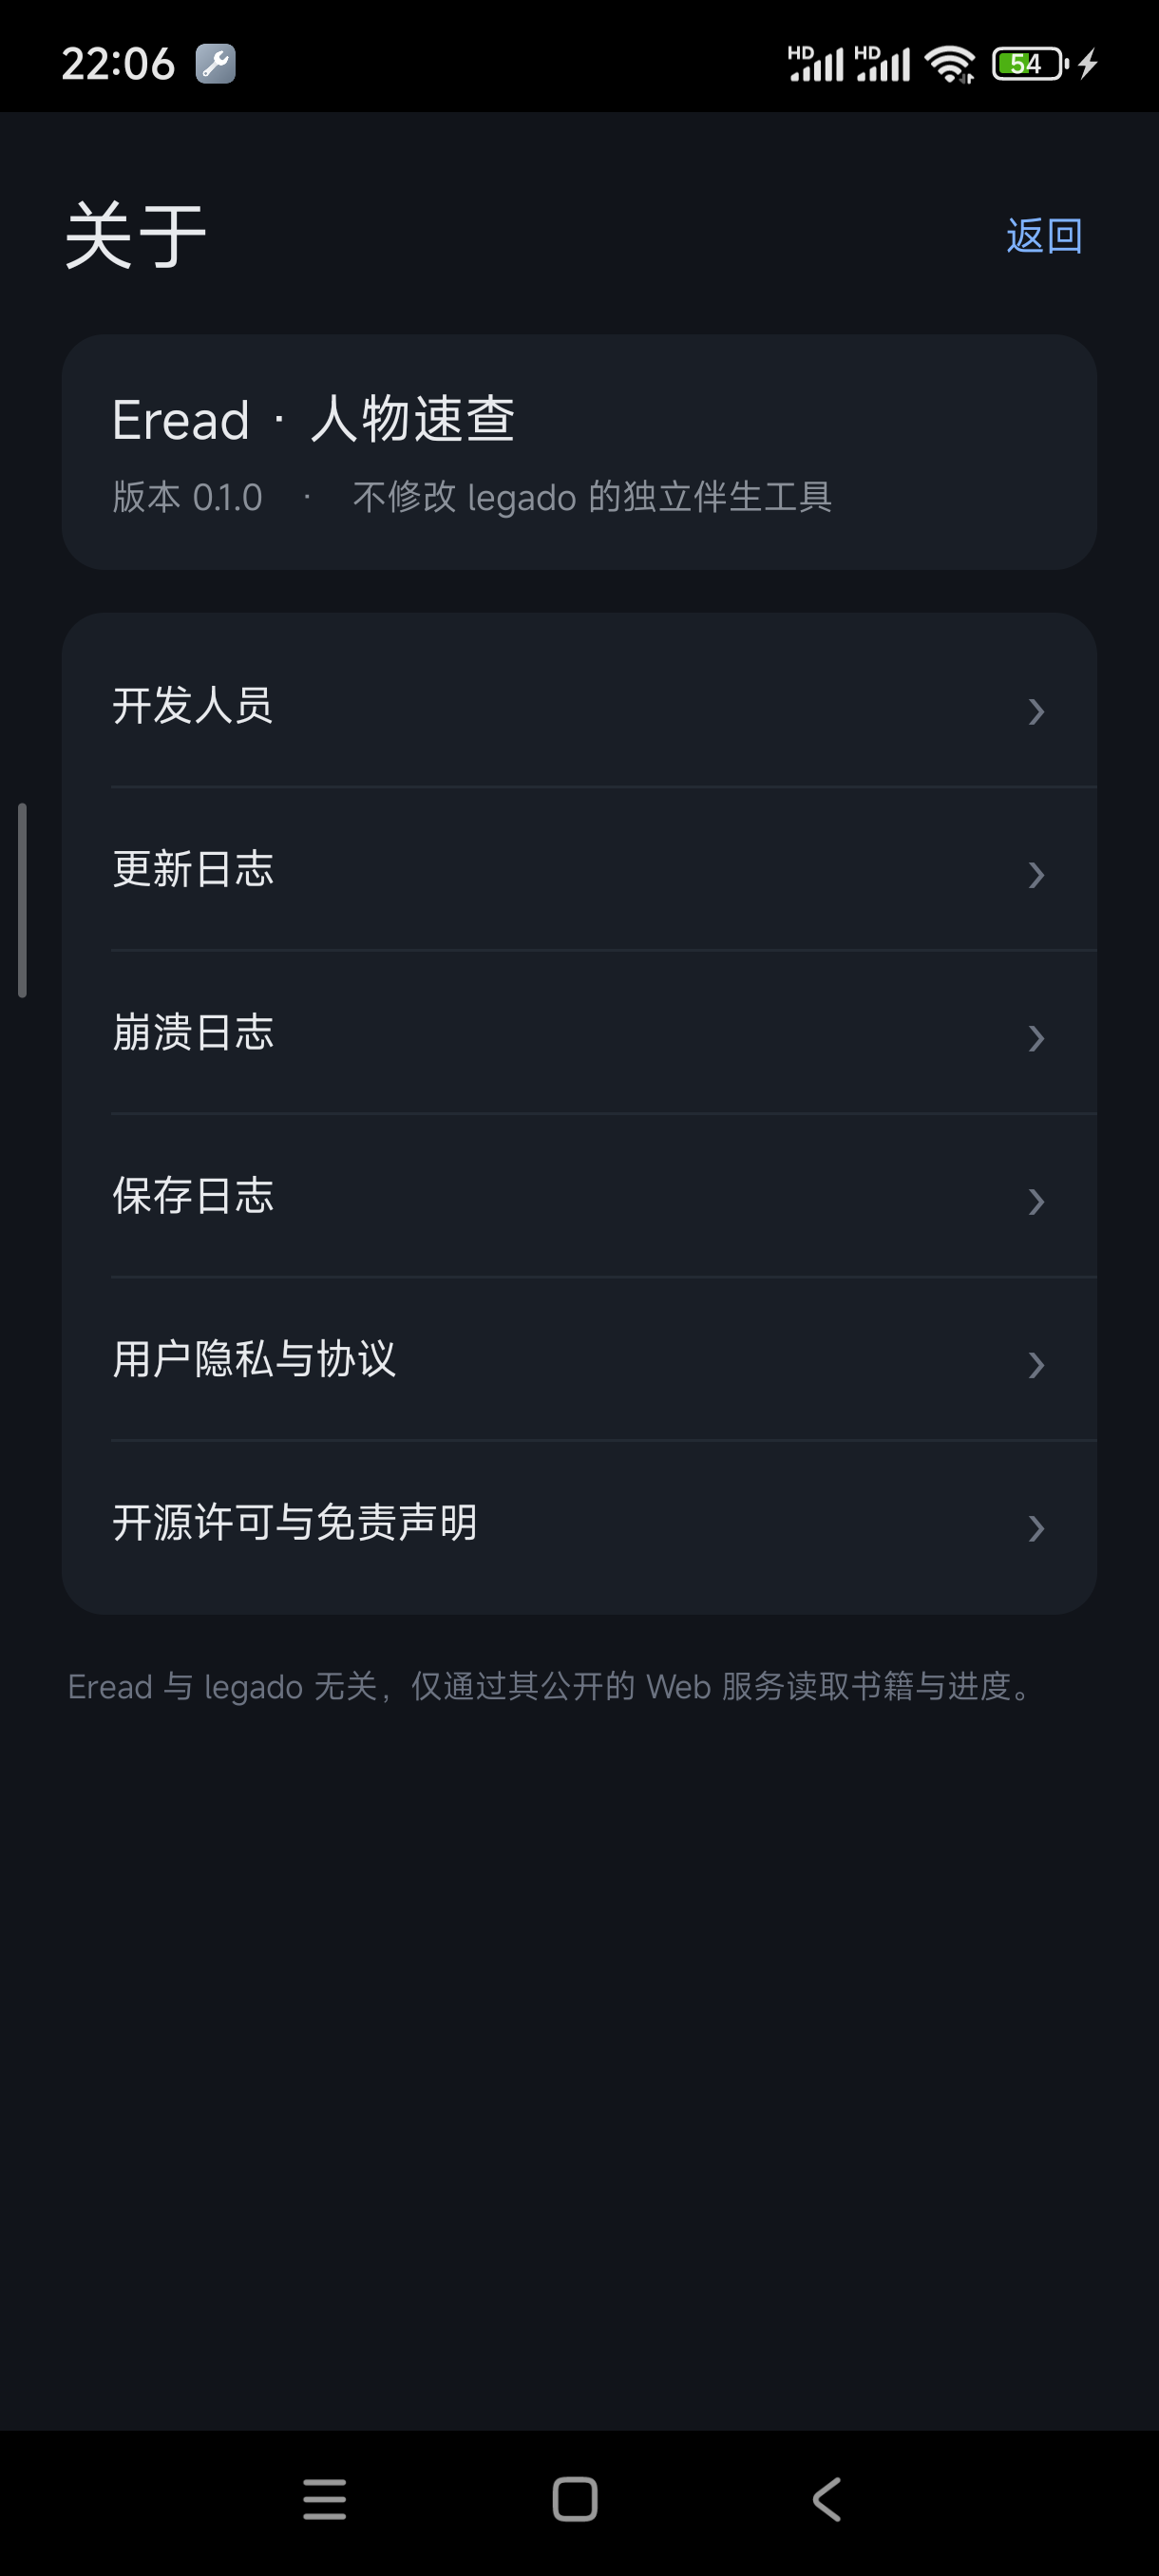 22:06
HD HD 54
关于
返回
Eread · 人物速查
版本 0.1.0 · 不修改 legado 的独立伴生工具
开发人员
更新日志
崩溃日志
保存日志
用户隐私与协议
开源许可与免责声明
Eread 与 legado 无关，仅通过其公开的 Web 服务读取书籍与进度。